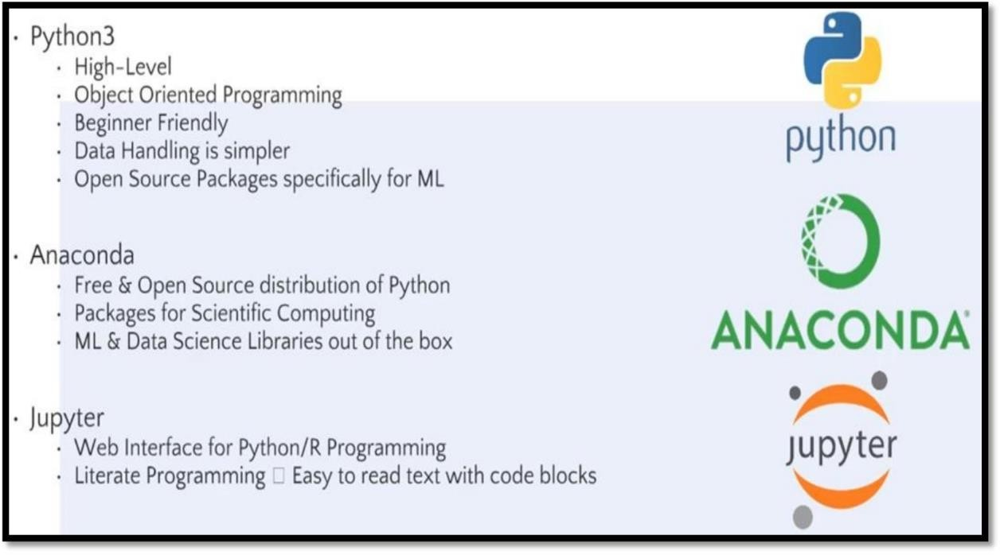 · Python3
· High-Level
· Object Oriented Programming
· Beginner Friendly
· Data Handling is simpler
· Open Source Packages specifically for ML
python
· Anaconda
· Free & Open Source distribution of Python
· Packages for Scientific Computing
· ML & Data Science Libraries out of the box
ANACONDA®
· Jupyter
· Web Interface for Python/R Programming
· Literate Programming □ Easy to read text with code blocks
jupyter